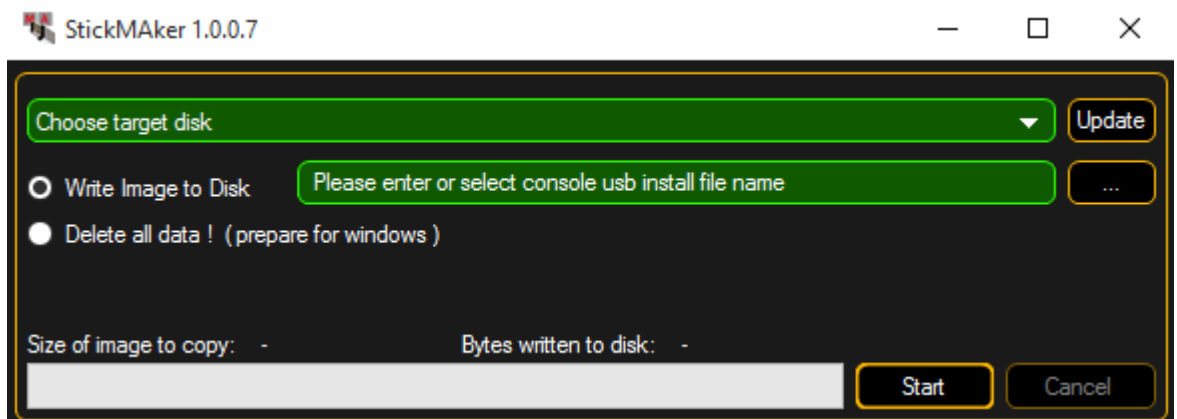 StickMAker 1.0.0.7
Choose target disk
Update
Write Image to Disk
Please enter or select console usb install file name
...
Delete all data ! ( prepare for windows )
Size of image to copy: -
Bytes written to disk: -
Start
Cancel